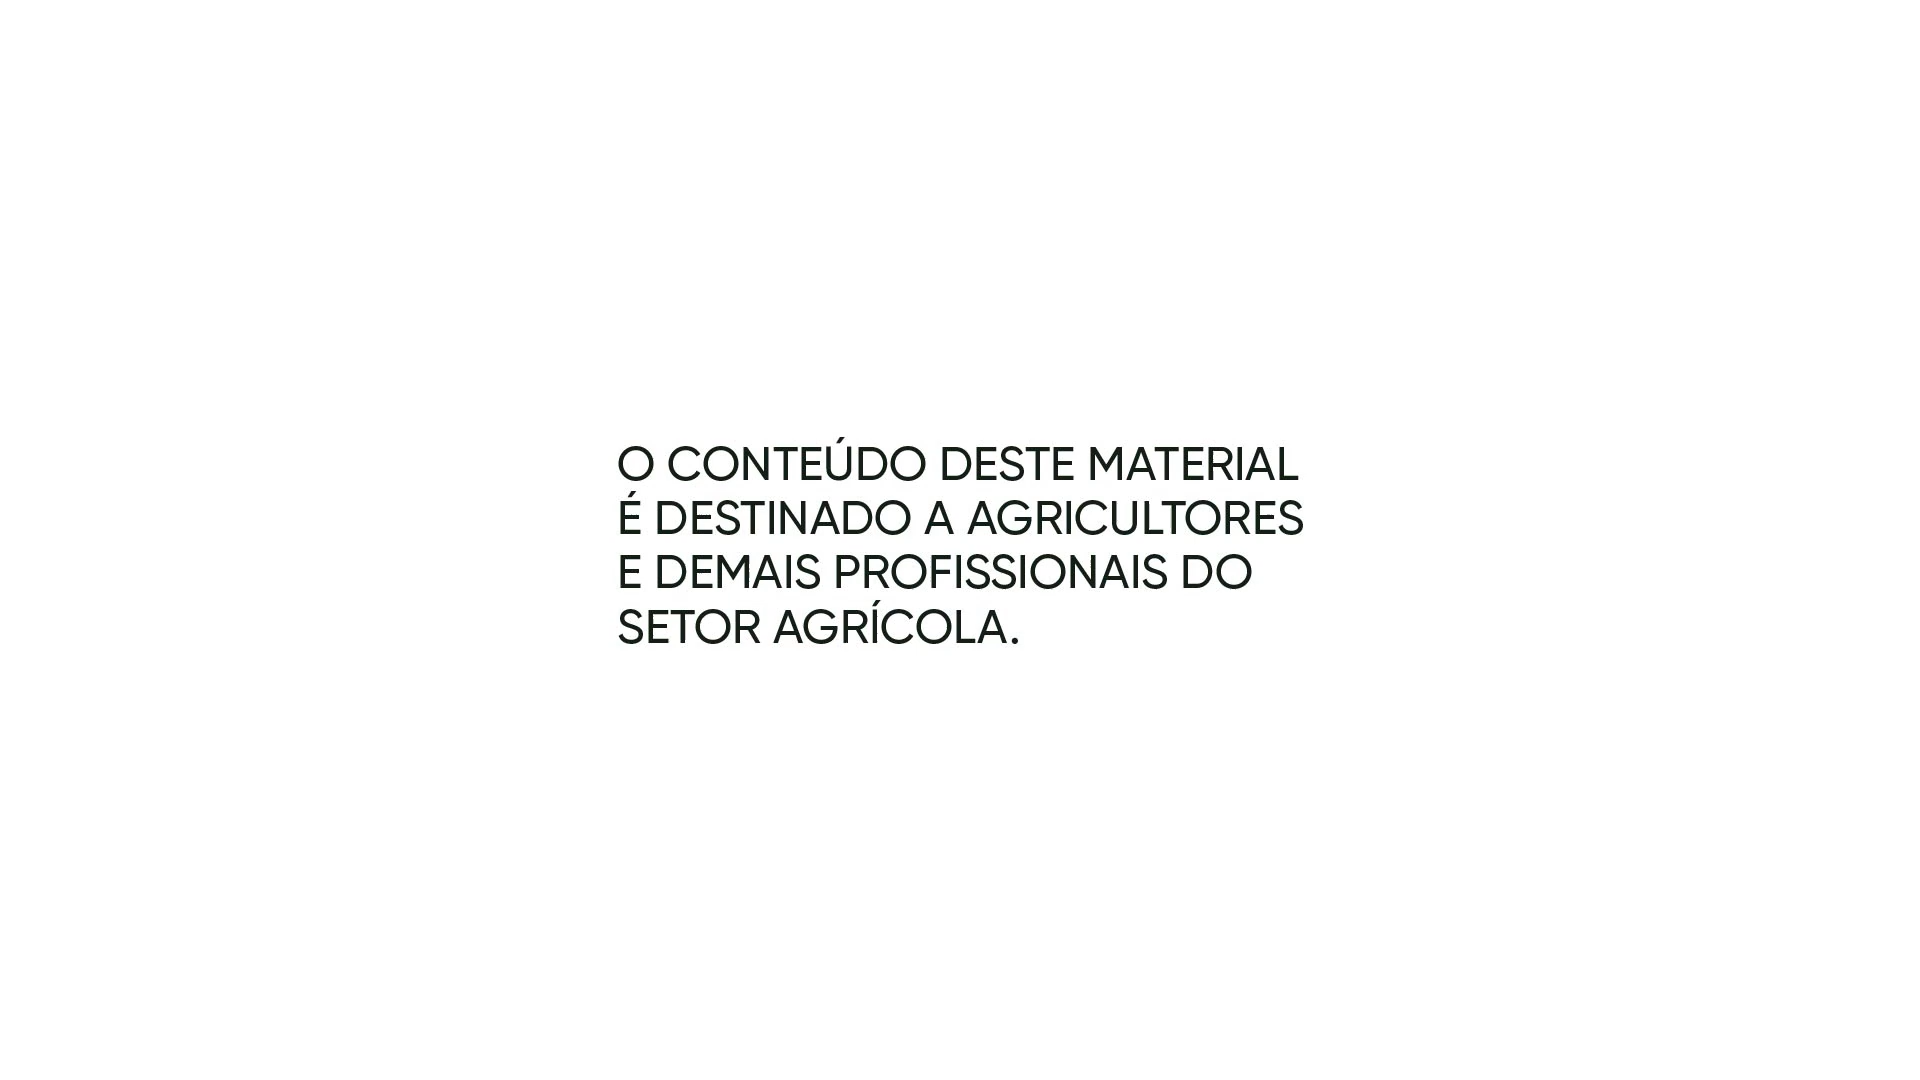 O CONTEÚDO DESTE MATERIAL
É DESTINADO A AGRICULTORES
E DEMAIS PROFISSIONAIS DO
SETOR AGRÍCOLA.